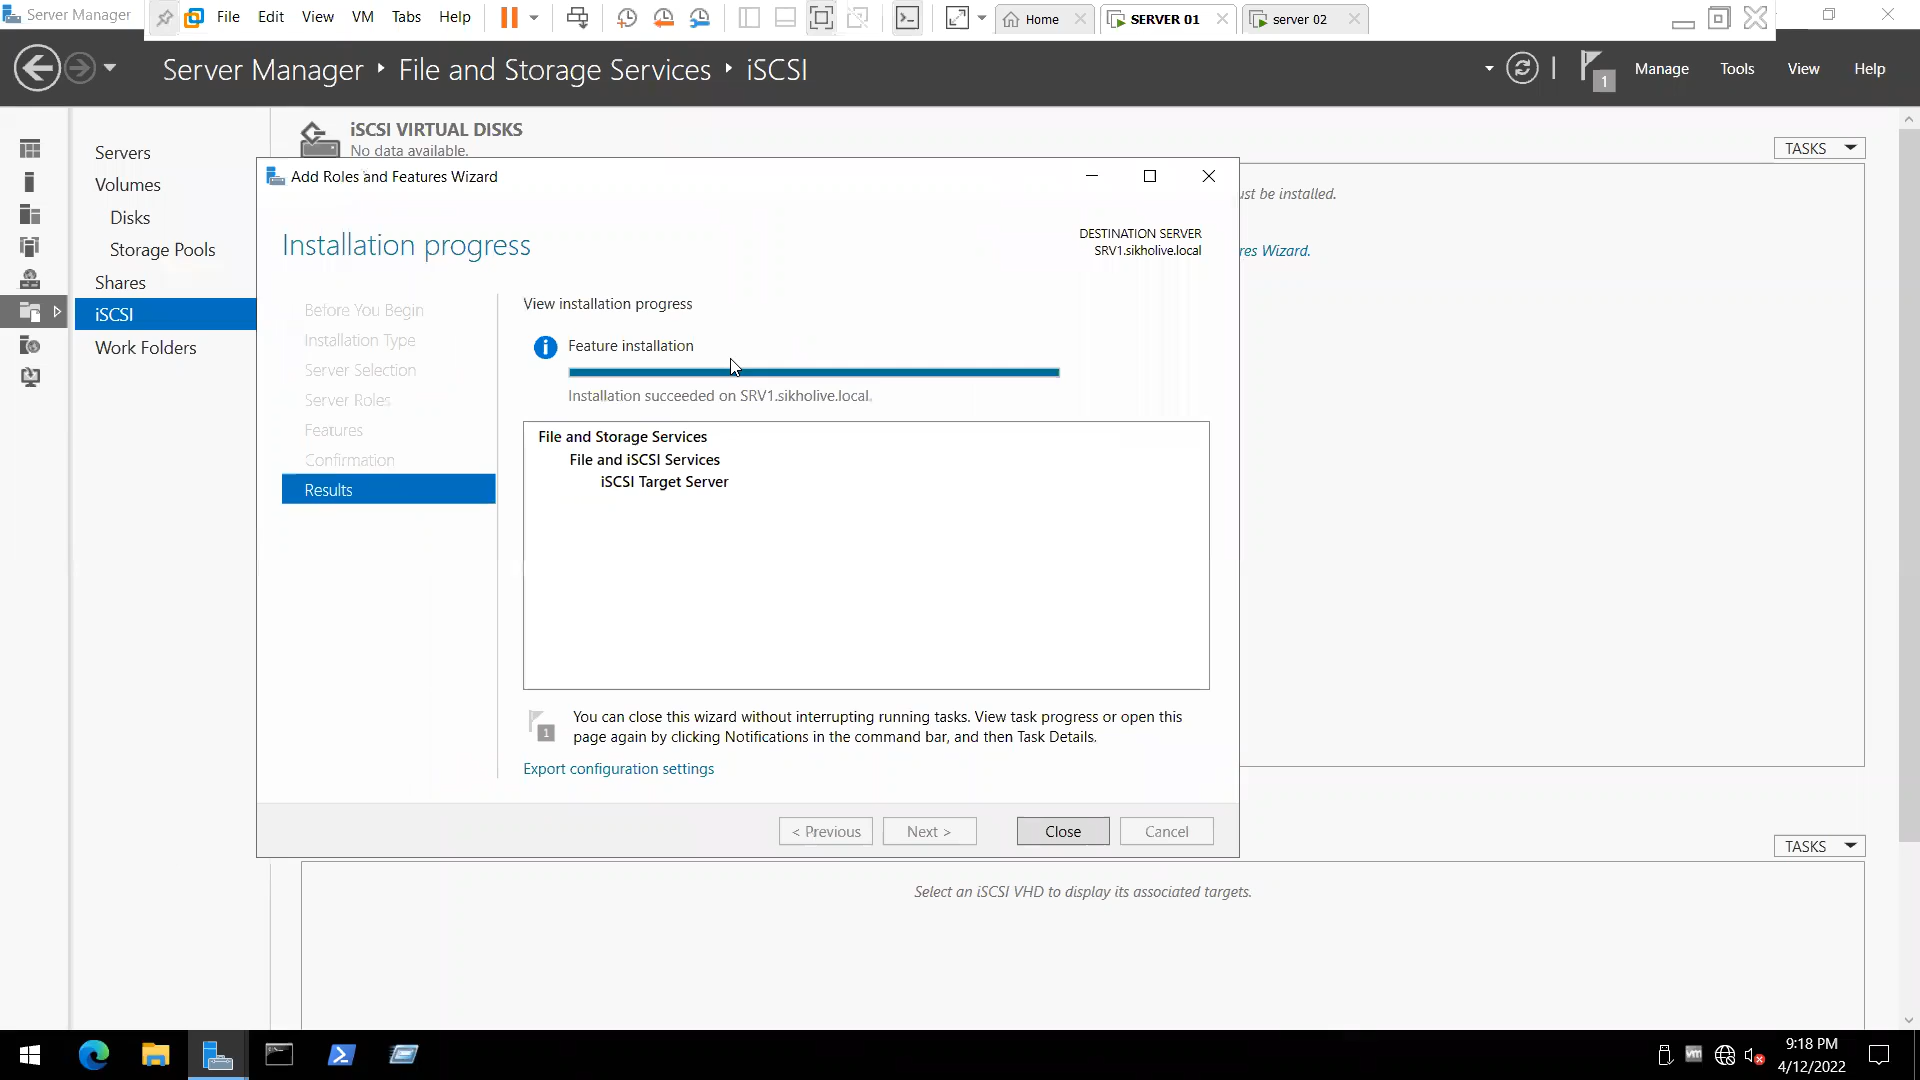 Server Manager
File Edit View VM Tabs Help
Home
SERVER 01
server 02
Server Manager ‣ File and Storage Services ‣ iSCSI
1
Manage Tools View Help
Servers
Volumes
Disks
Storage Pools
Shares
iSCSI
Work Folders
iSCSI VIRTUAL DISKS
No data available.
TASKS
ust be installed.
res Wizard.
Add Roles and Features Wizard
Installation progress
DESTINATION SERVER
SRV1.sikholive.local
Before You Begin
Installation Type
Server Selection
Server Roles
Features
Confirmation
Results
View installation progress
Feature installation
Installation succeeded on SRV1.sikholive.local.
File and Storage Services
File and iSCSI Services
iSCSI Target Server
1
You can close this wizard without interrupting running tasks. View task progress or open this
page again by clicking Notifications in the command bar, and then Task Details.
Export configuration settings
< Previous
Next >
Close
Cancel
TASKS
Select an iSCSI VHD to display its associated targets.
vm
9:18 PM
4/12/2022